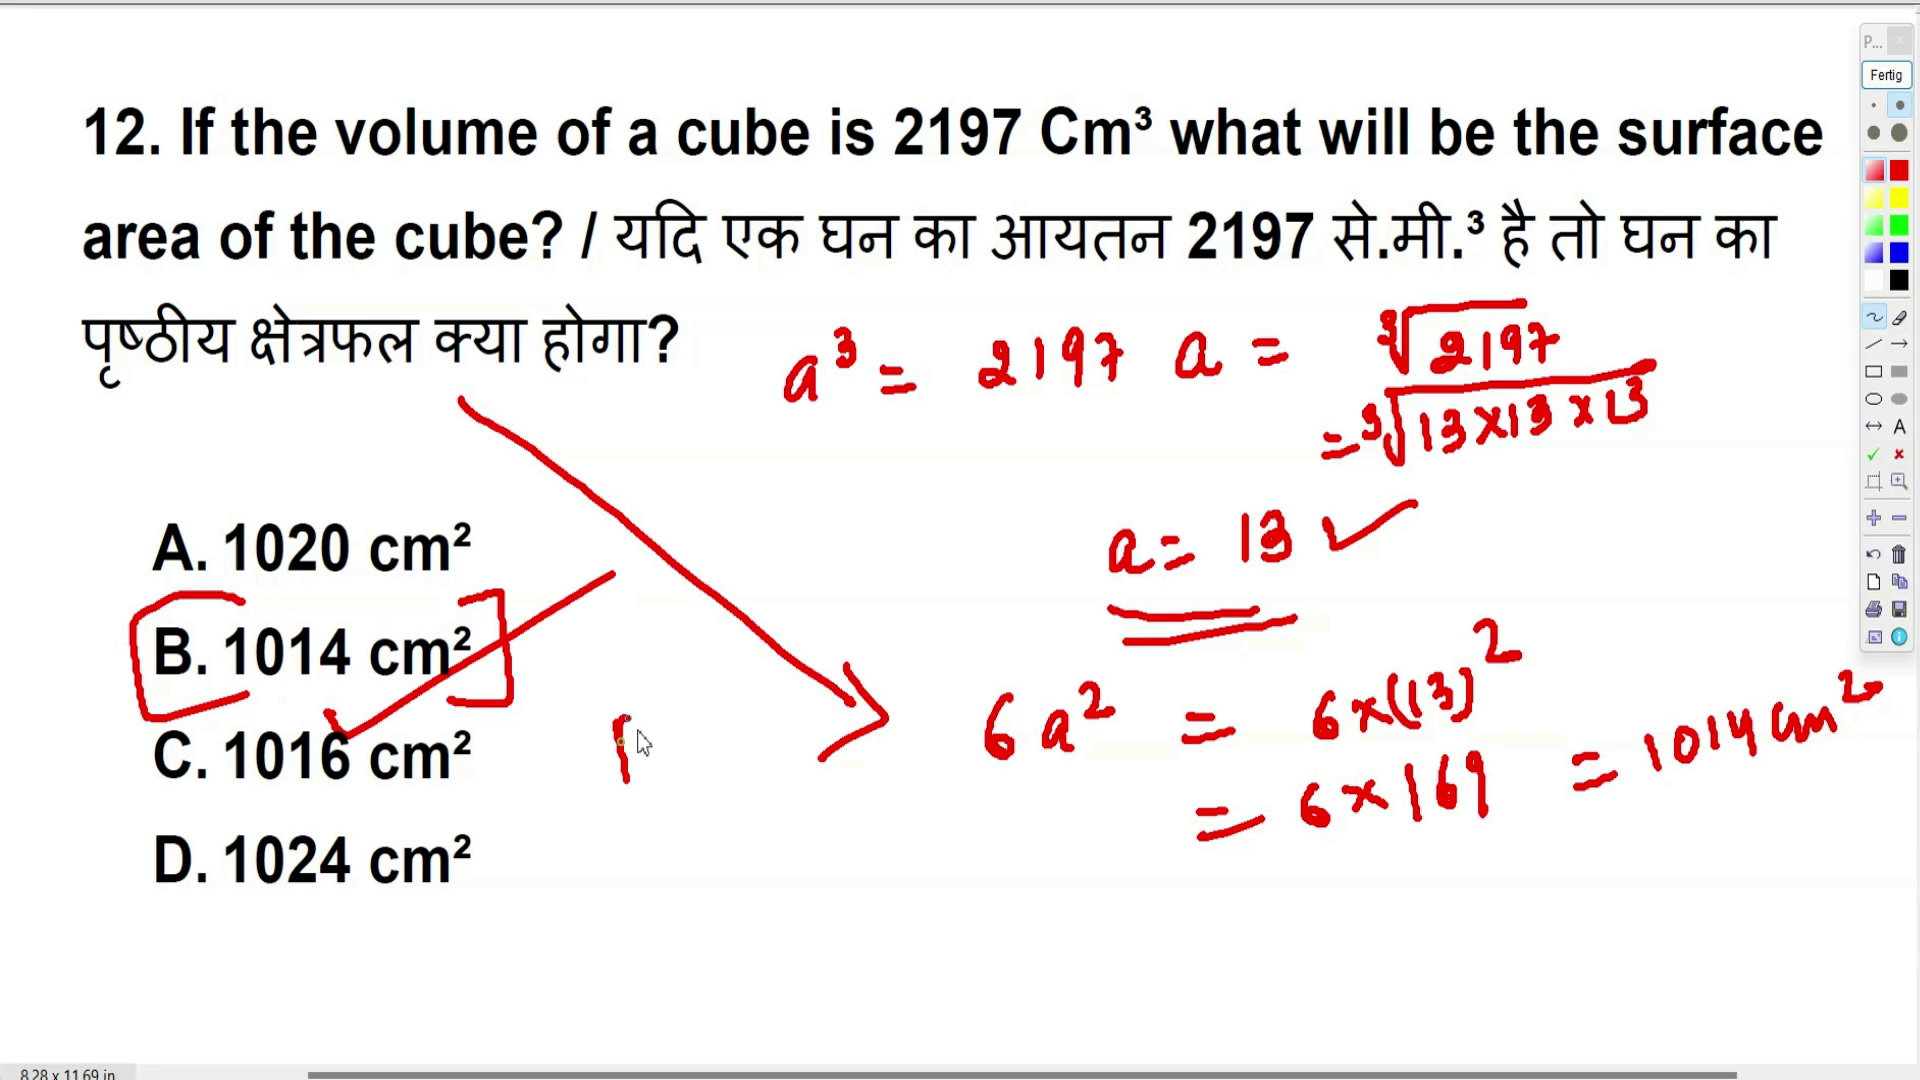 P...
Fertig
12. If the volume of a cube is 2197 Cm³ what will be the surface
area of the cube? / यदि एक घन का आयतन 2197 से.मी.³ है तो घन का
पृष्ठीय क्षेत्रफल क्या होगा?
a³ = 2197 a = ∛2197
= ∛13×13×13
a = 13 ✓
A. 1020 cm²
B. 1014 cm²
C. 1016 cm²
D. 1024 cm²
6a² = 6×(13)²
= 6×169 = 1014 cm²
8.28 x 11.69 in